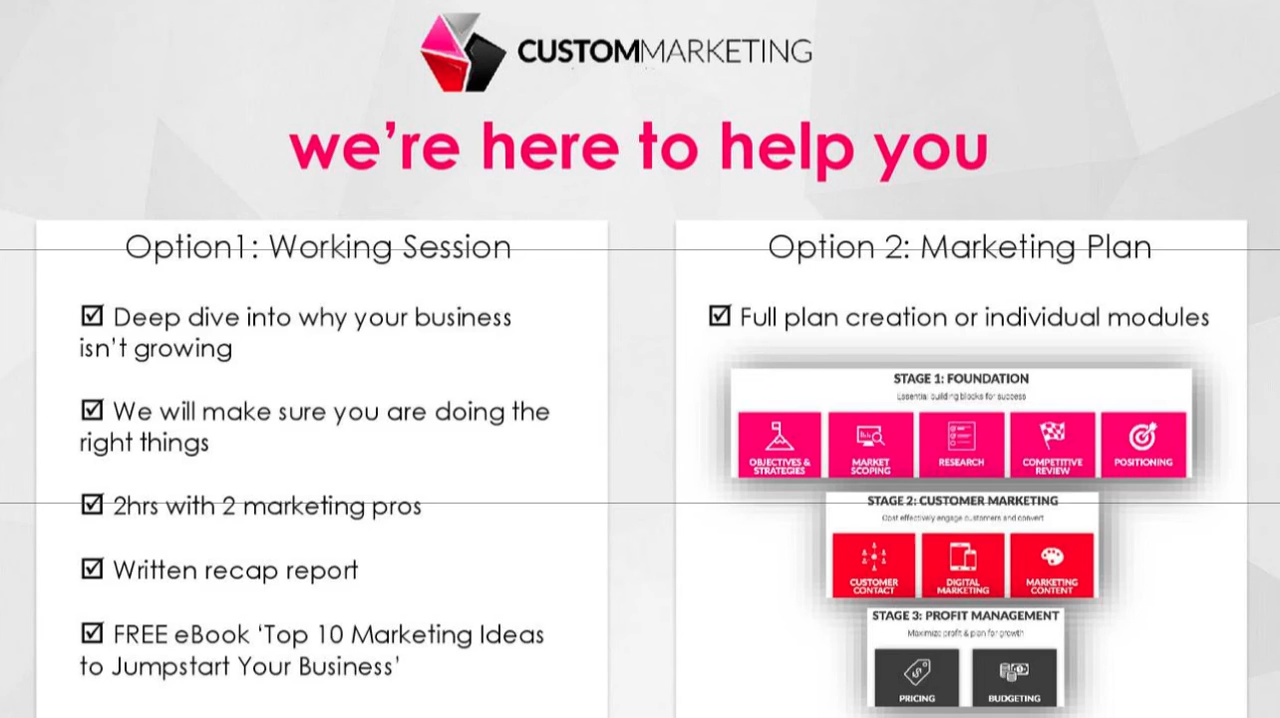 CUSTOMMARKETING
we're here to help you
Option1: Working Session
☑ Deep dive into why your business
isn't growing
☑ We will make sure you are doing the
right things
☑ 2hrs with 2 marketing pros
☑ Written recap report
☑ FREE eBook 'Top 10 Marketing Ideas
to Jumpstart Your Business'
Option 2: Marketing Plan
☑ Full plan creation or individual modules
STAGE 1: FOUNDATION
Essential building blocks for success
OBJECTIVES &
STRATEGIES
MARKET
SCOPING
RESEARCH
COMPETITIVE
REVIEW
POSITIONING
STAGE 2: CUSTOMER MARKETING
Cost effectively engage customers and convert
CUSTOMER
CONTACT
DIGITAL
MARKETING
MARKETING
CONTENT
STAGE 3: PROFIT MANAGEMENT
Maximize profit & plan for growth
PRICING
BUDGETING